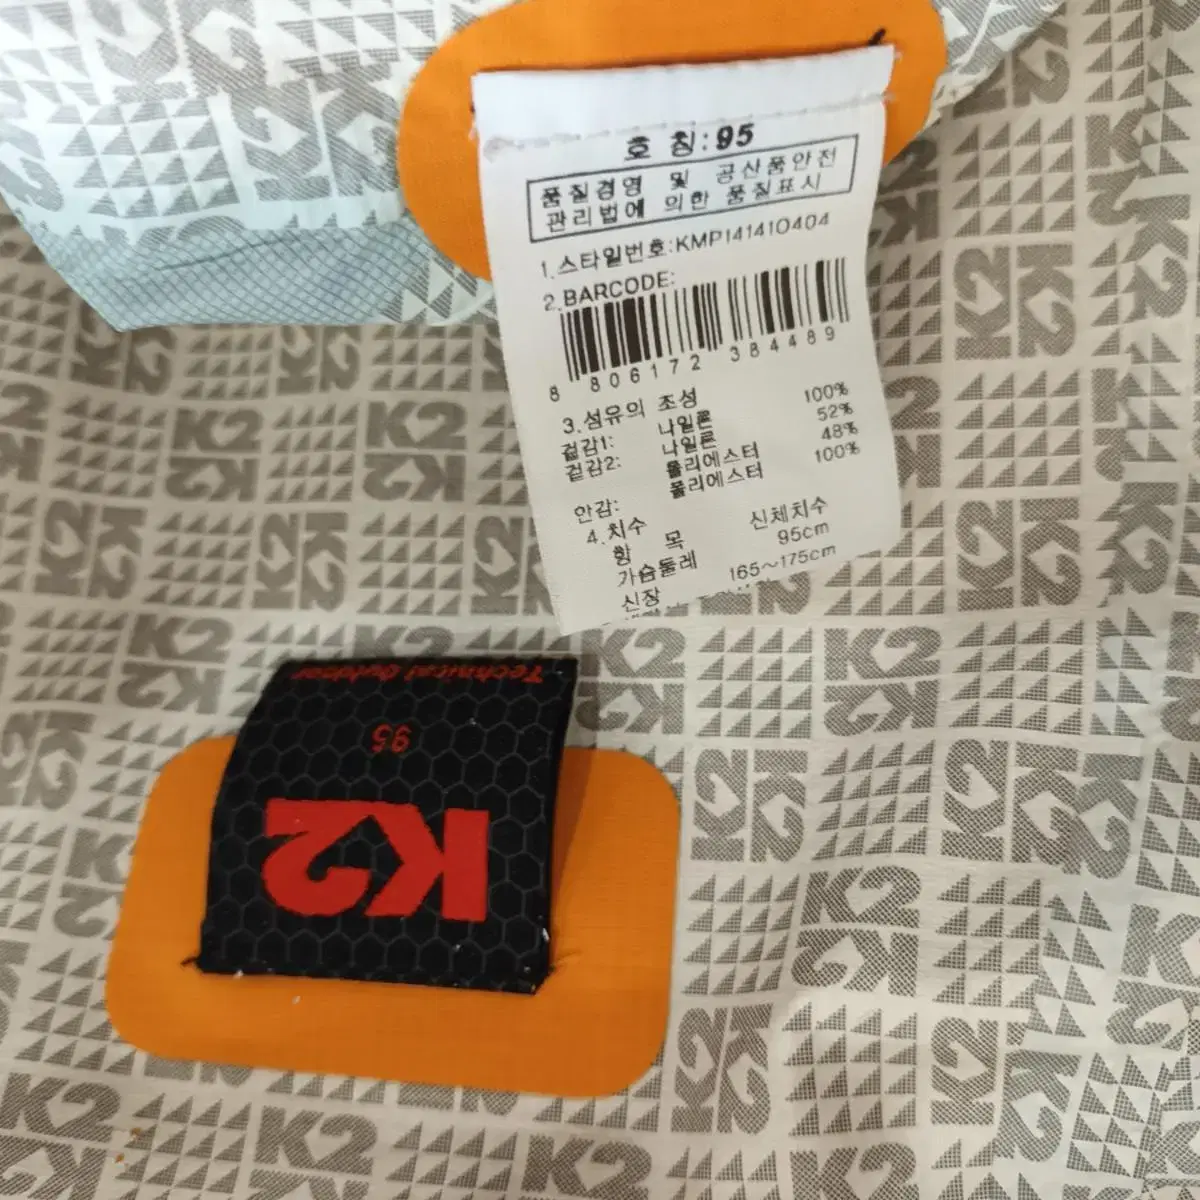 호 칭:95
품질경영 및 공산품안전
관리법에 의한 품질표시
1.스타일번호:KMP14141O404
2.BARCODE:
8 806172 384489
3.섬유의 조성
겉감1: 나일론 100%
겉감2: 나일론 52%
폴리에스터 48%
안감: 폴리에스터 100%
4.치수
항 목 신체치수
가슴둘레 95cm
신장 165~175cm
Technical Outdoor
95
K2